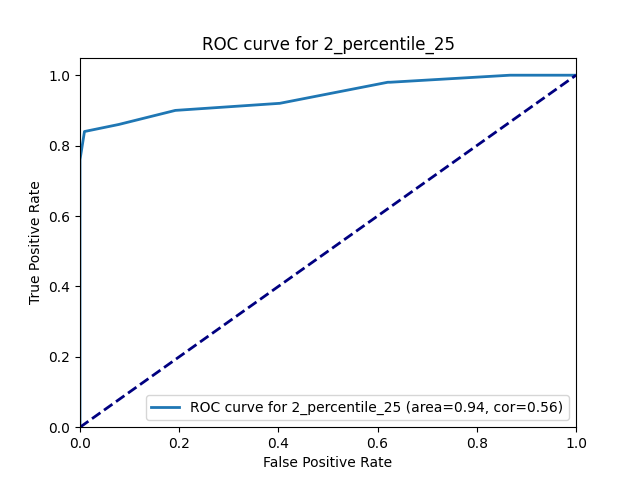 ROC curve for 2_percentile_25
1.0
0.8
0.6
0.4
0.2
0.0
True Positive Rate
ROC curve for 2_percentile_25 (area=0.94, cor=0.56)
0.0 0.2 0.4 0.6 0.8 1.0
False Positive Rate